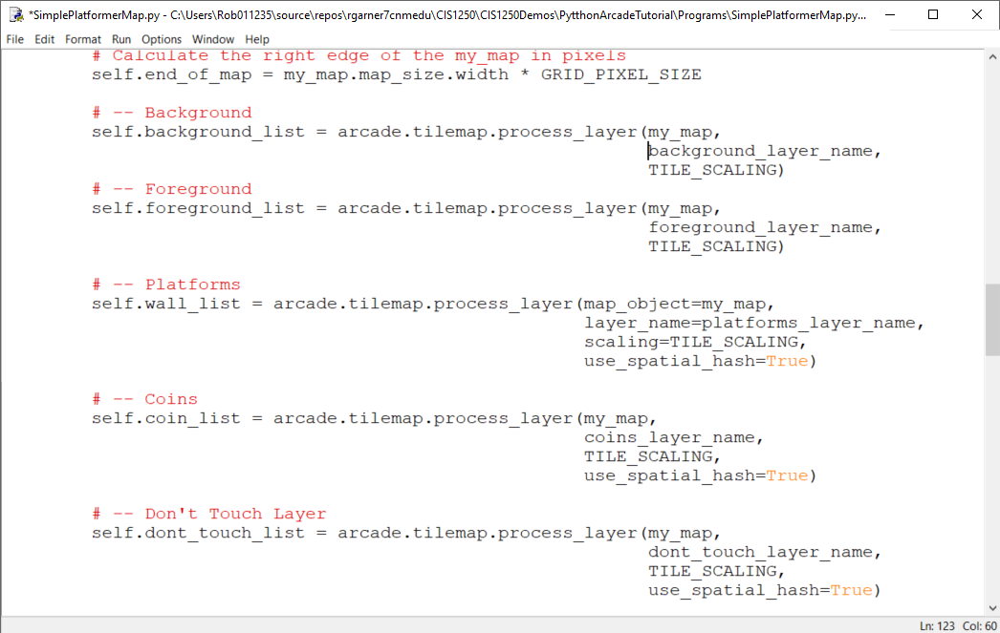 *SimplePlatformerMap.py - C:\Users\Rob011235\source\repos\rgarner7cnmedu\CIS1250\CIS1250Demos\PytthonArcadeTutorial\Programs\SimplePlatformerMap.py...
File Edit Format Run Options Window Help
# Calculate the right edge of the my_map in pixels
self.end_of_map = my_map.map_size.width * GRID_PIXEL_SIZE
# -- Background
self.background_list = arcade.tilemap.process_layer(my_map,
background_layer_name,
TILE_SCALING)
# -- Foreground
self.foreground_list = arcade.tilemap.process_layer(my_map,
foreground_layer_name,
TILE_SCALING)
# -- Platforms
self.wall_list = arcade.tilemap.process_layer(map_object=my_map,
layer_name=platforms_layer_name,
scaling=TILE_SCALING,
use_spatial_hash=True)
# -- Coins
self.coin_list = arcade.tilemap.process_layer(my_map,
coins_layer_name,
TILE_SCALING,
use_spatial_hash=True)
# -- Don't Touch Layer
self.dont_touch_list = arcade.tilemap.process_layer(my_map,
dont_touch_layer_name,
TILE_SCALING,
use_spatial_hash=True)
Ln: 123 Col: 60